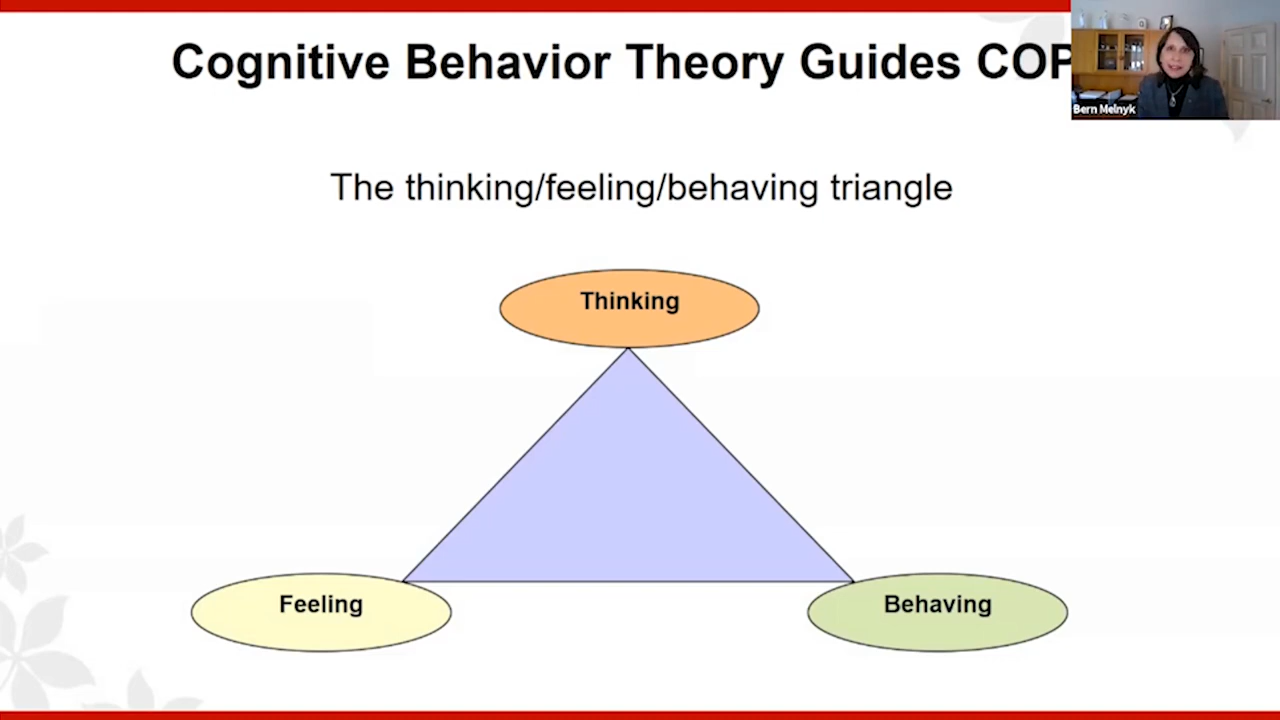 Cognitive Behavior Theory Guides COP
Bern Melnyk
The thinking/feeling/behaving triangle
Thinking
Feeling
Behaving